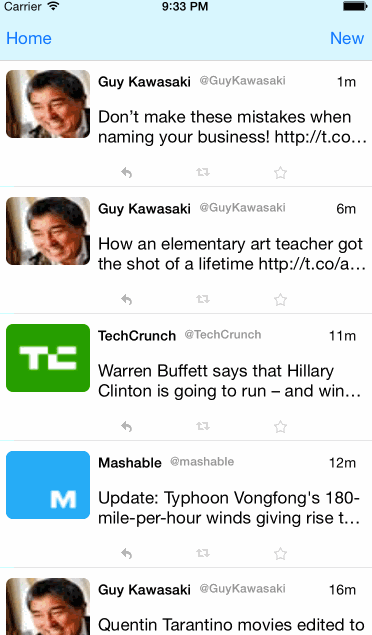 Carrier 9:33 PM
Home New
Guy Kawasaki @GuyKawasaki 1m
Don't make these mistakes when
naming your business! http://t.co...
Guy Kawasaki @GuyKawasaki 6m
How an elementary art teacher got
the shot of a lifetime http://t.co/a...
TC
TechCrunch @TechCrunch 11m
Warren Buffett says that Hillary
Clinton is going to run – and win...
M
Mashable @mashable 12m
Update: Typhoon Vongfong's 180-
mile-per-hour winds giving rise t...
Guy Kawasaki @GuyKawasaki 16m
Quentin Tarantino movies edited to